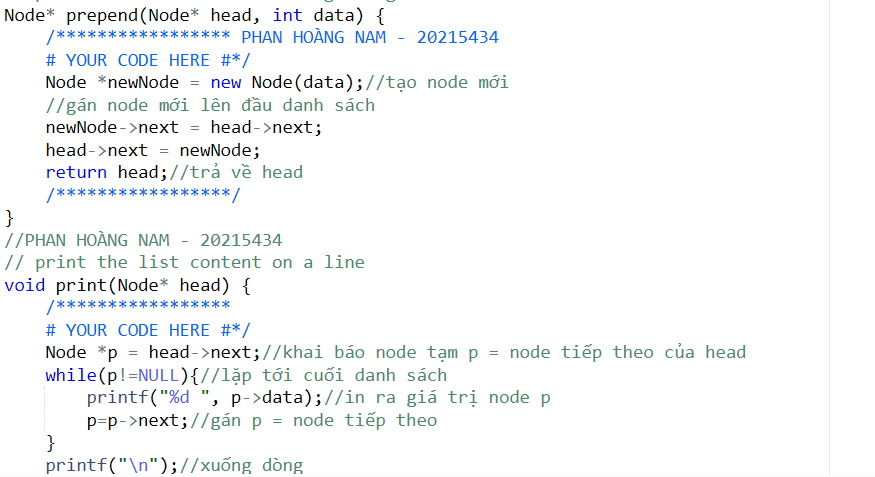 Node* prepend(Node* head, int data) {
/***************** PHAN HOÀNG NAM - 20215434
# YOUR CODE HERE #*/
Node *newNode = new Node(data);//tạo node mới
//gán node mới lên đầu danh sách
newNode->next = head->next;
head->next = newNode;
return head;//trả về head
/*****************/
}
//PHAN HOÀNG NAM - 20215434
// print the list content on a line
void print(Node* head) {
/*****************
# YOUR CODE HERE #*/
Node *p = head->next;//khai báo node tạm p = node tiếp theo của head
while(p!=NULL){//lặp tới cuối danh sách
printf("%d ", p->data);//in ra giá trị node p
p=p->next;//gán p = node tiếp theo
}
printf("\n");//xuống dòng